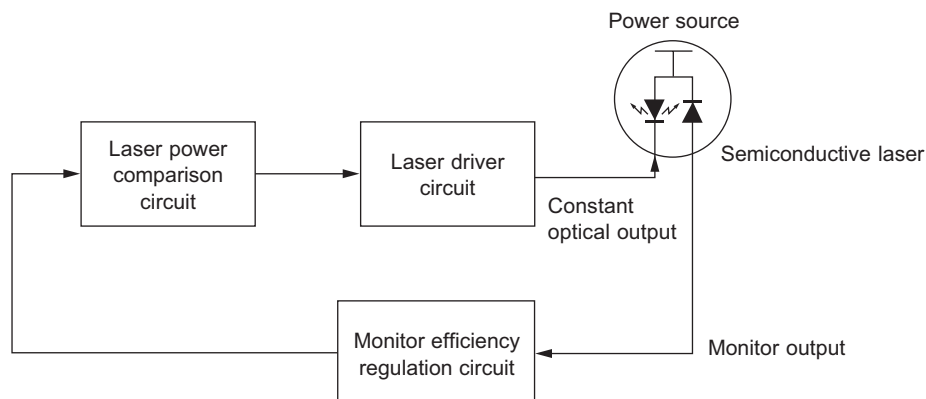 Power source
Laser power
comparison
circuit
Laser driver
circuit
Semiconductive laser
Constant
optical output
Monitor efficiency
regulation circuit
Monitor output